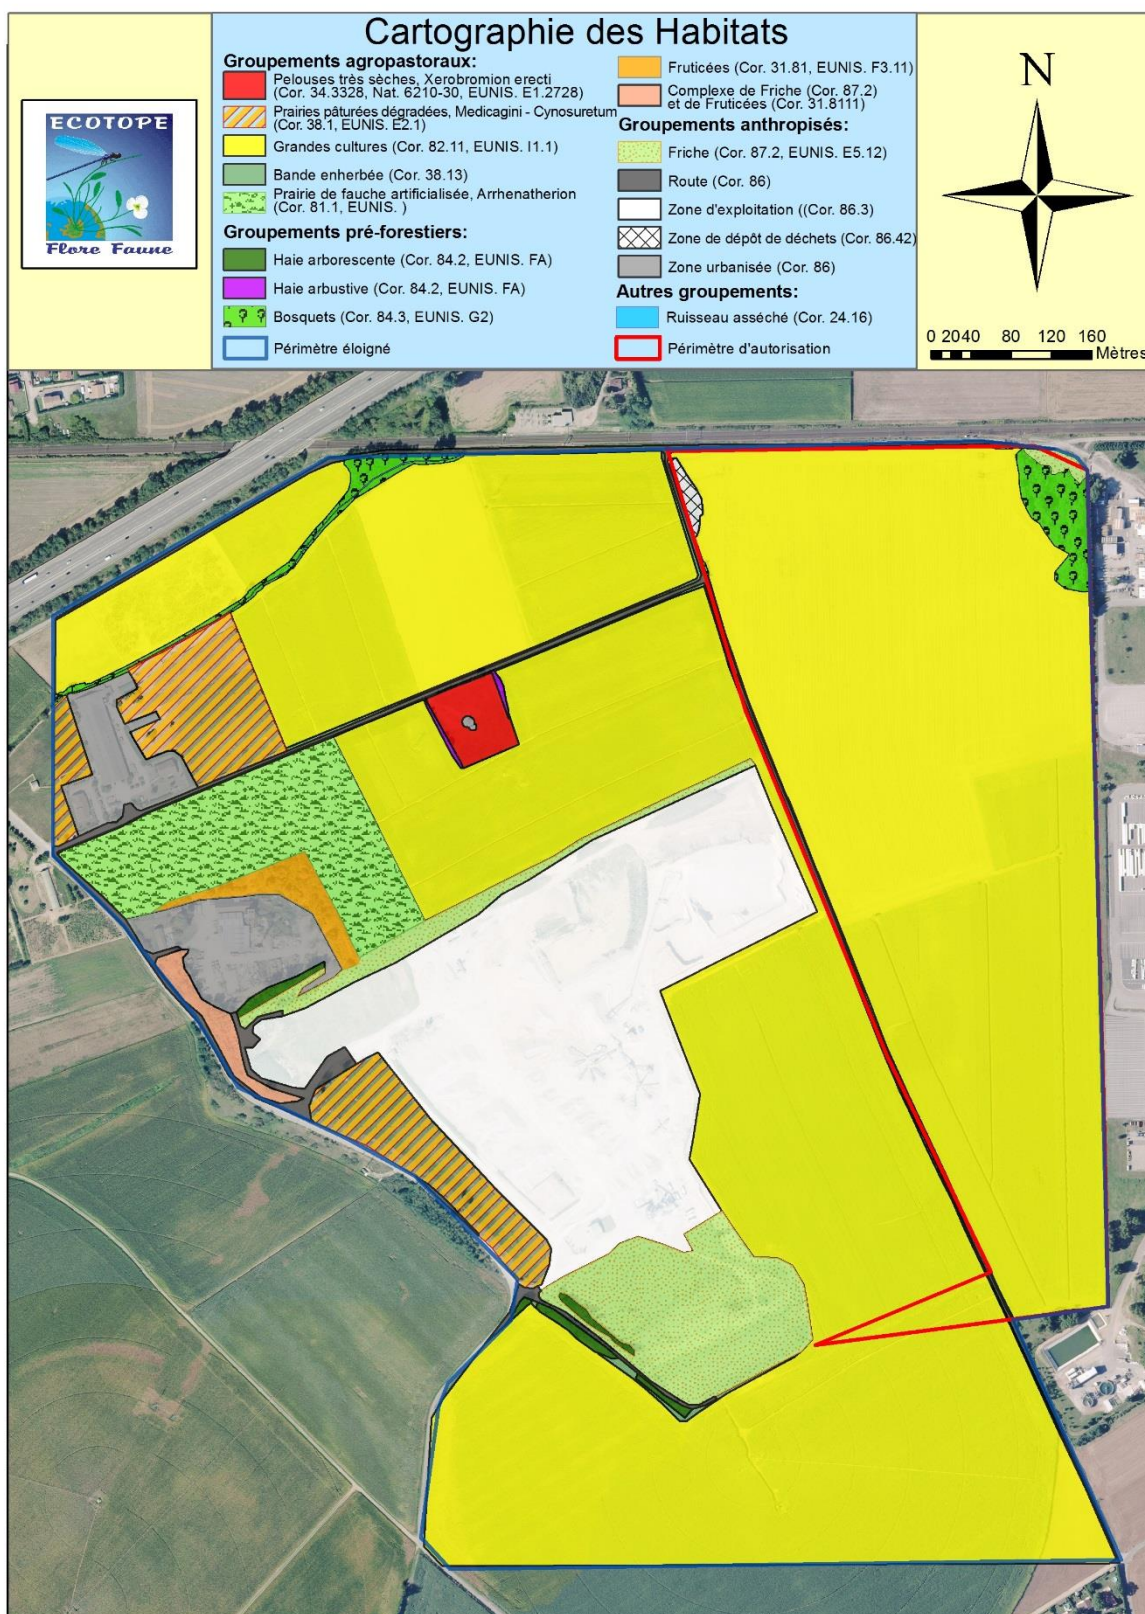 ECOTOPE
Flore Faune
Cartographie des Habitats
Groupements agropastoraux:
Pelouses très sèches, Xerobromion erecti
(Cor. 34.3328, Nat. 6210-30, EUNIS. E1.2728)
Prairies pâturées dégradées, Medicagini - Cynosuretum
(Cor. 38.1, EUNIS. E2.1)
Grandes cultures (Cor. 82.11, EUNIS. I1.1)
Bande enherbée (Cor. 38.13)
Prairie de fauche artificialisée, Arrhenatherion
(Cor. 81.1, EUNIS. )
Groupements pré-forestiers:
Haie arborescente (Cor. 84.2, EUNIS. FA)
Haie arbustive (Cor. 84.2, EUNIS. FA)
Bosquets (Cor. 84.3, EUNIS. G2)
Périmètre éloigné
Fruticées (Cor. 31.81, EUNIS. F3.11)
Complexe de Friche (Cor. 87.2)
et de Fruticées (Cor. 31.8111)
Groupements anthropisés:
Friche (Cor. 87.2, EUNIS. E5.12)
Route (Cor. 86)
Zone d'exploitation ((Cor. 86.3)
Zone de dépôt de déchets (Cor. 86.42)
Zone urbanisée (Cor. 86)
Autres groupements:
Ruisseau asséché (Cor. 24.16)
Périmètre d'autorisation
N
0 20 40 80 120 160
Mètres